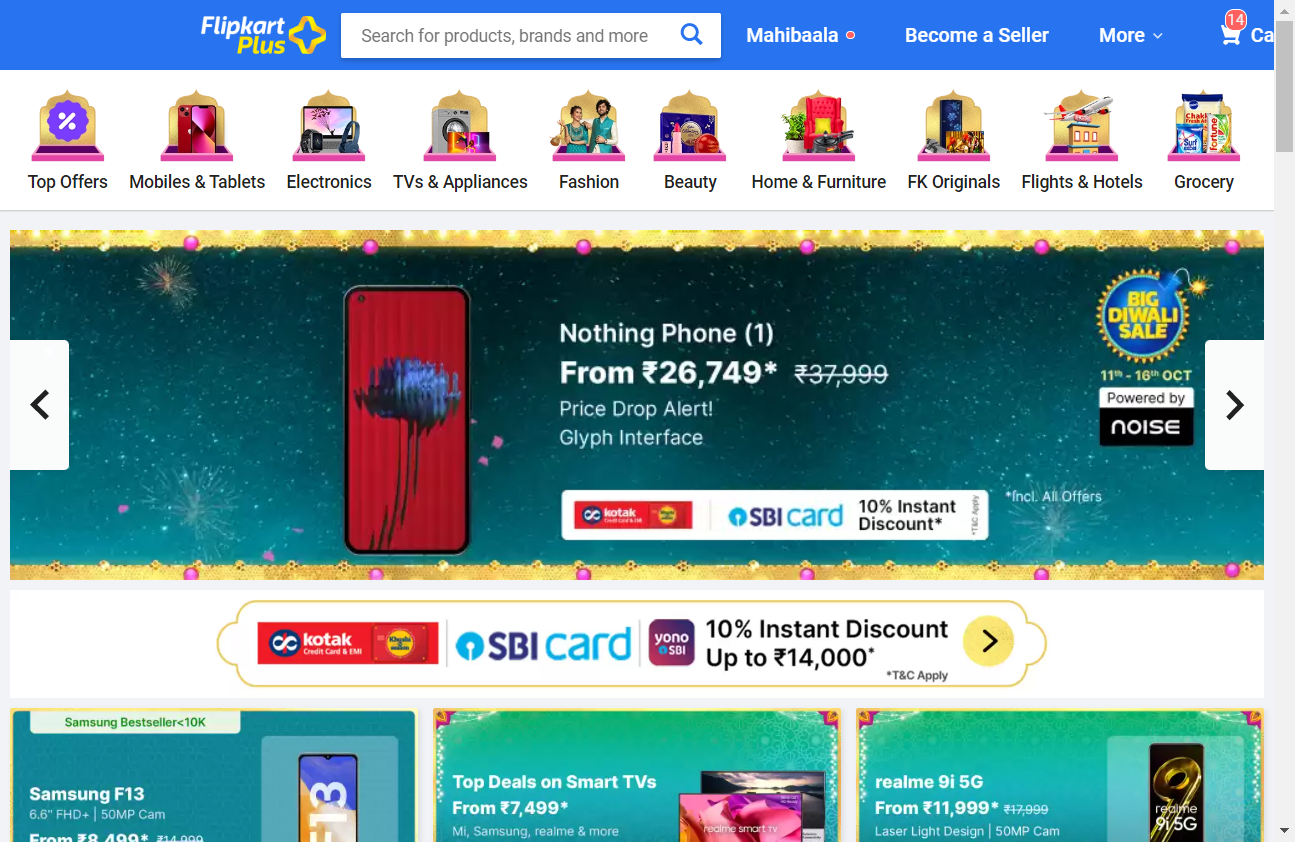 Flipkart
Plus
Search for products, brands and more
Mahibaala
Become a Seller
More
14
Ca
Top Offers
Mobiles & Tablets
Electronics
TVs & Appliances
Fashion
Beauty
Home & Furniture
FK Originals
Flights & Hotels
Grocery
Nothing Phone (1)
From ₹26,749* ₹37,999
Price Drop Alert!
Glyph Interface
BIG
DIWALI
SALE
11th - 16th OCT
Powered by
noise
kotak
Credit Card & EMI
SBI card
10% Instant
Discount*
*T&C Apply
*Incl. All Offers
kotak
Credit Card & EMI
Khushi
SBI card
yono
SBI
10% Instant Discount
Up to ₹14,000*
*T&C Apply
Samsung Bestseller<10K
Samsung F13
6.6" FHD+ | 50MP Cam
From ₹8,499* ₹14,999
F13
Top Deals on Smart TVs
From ₹7,499*
Mi, Samsung, realme & more
realme smart TV
realme 9i 5G
From ₹11,999* ₹17,999
Laser Light Design | 50MP Cam
9
realme
9i 5G